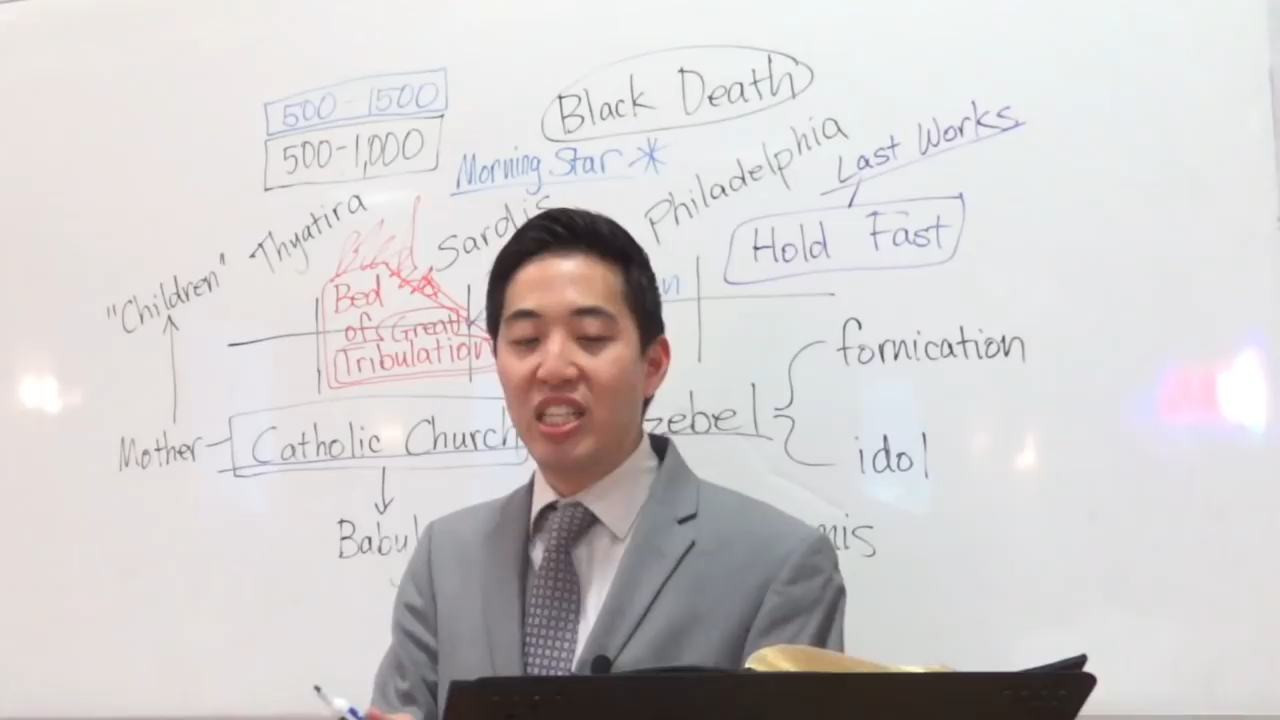 500-1500
500-1,000
Black Death
Morning Star
Last Works
Hold Fast
Philadelphia
Sardis
Thyatira
"Children"
Bed
of Great
Tribulation
fornication
Mother
Catholic Church
zebel
idol